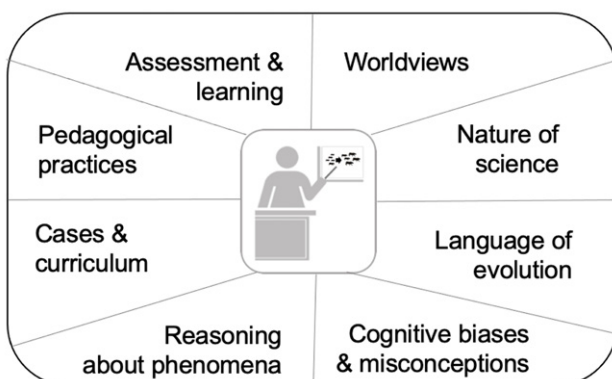 Assessment &
learning
Worldviews
Pedagogical
practices
Nature of
science
Cases &
curriculum
Language of
evolution
Reasoning
about phenomena
Cognitive biases
& misconceptions